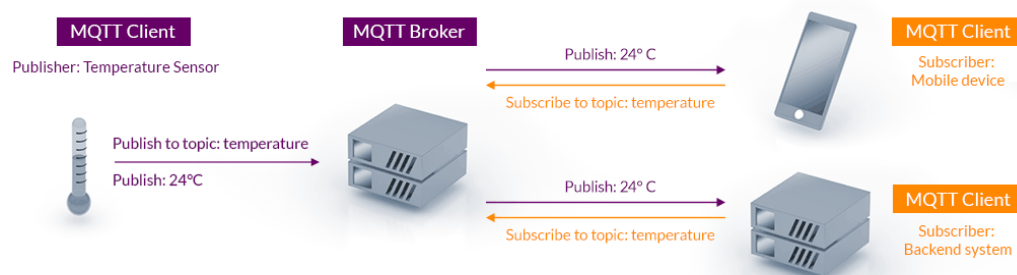 MQTT Client
Publisher: Temperature Sensor
Publish to topic: temperature
Publish: 24°C
MQTT Broker
Publish: 24° C
Subscribe to topic: temperature
MQTT Client
Subscriber:
Mobile device
Publish: 24° C
Subscribe to topic: temperature
MQTT Client
Subscriber:
Backend system